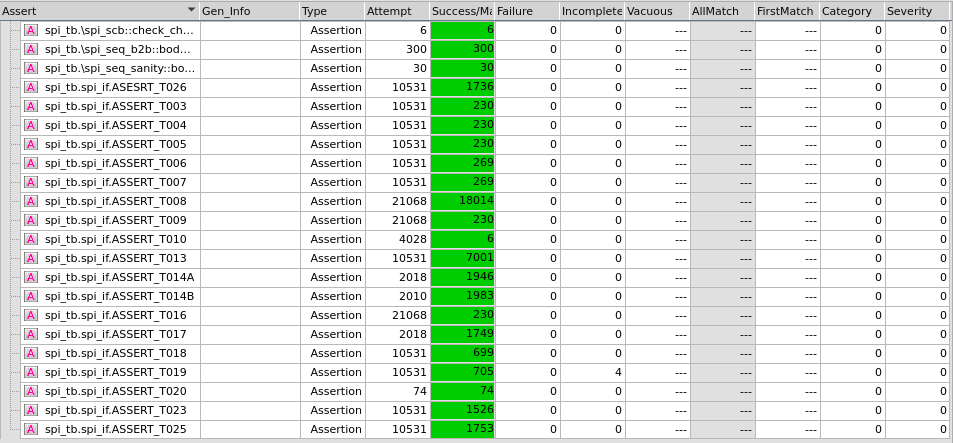 Assert Gen_Info Type Attempt Success/Ma Failure Incomplete Vacuous AllMatch FirstMatch Category Severity
A spi_tb.\spi_scb::check_ch... Assertion 6 6 0 0 --- --- --- 0 0
A spi_tb.\spi_seq_b2b::bod... Assertion 300 300 0 0 --- --- --- 0 0
A spi_tb.\spi_seq_sanity::bo... Assertion 30 30 0 0 --- --- --- 0 0
A spi_tb.spi_if.ASESRT_T026 Assertion 10531 1736 0 0 --- --- --- 0 0
A spi_tb.spi_if.ASSERT_T003 Assertion 10531 230 0 0 --- --- --- 0 0
A spi_tb.spi_if.ASSERT_T004 Assertion 10531 230 0 0 --- --- --- 0 0
A spi_tb.spi_if.ASSERT_T005 Assertion 10531 230 0 0 --- --- --- 0 0
A spi_tb.spi_if.ASSERT_T006 Assertion 10531 269 0 0 --- --- --- 0 0
A spi_tb.spi_if.ASSERT_T007 Assertion 10531 269 0 0 --- --- --- 0 0
A spi_tb.spi_if.ASSERT_T008 Assertion 21068 18014 0 0 --- --- --- 0 0
A spi_tb.spi_if.ASSERT_T009 Assertion 21068 230 0 0 --- --- --- 0 0
A spi_tb.spi_if.ASSERT_T010 Assertion 4028 6 0 0 --- --- --- 0 0
A spi_tb.spi_if.ASSERT_T013 Assertion 10531 7001 0 0 --- --- --- 0 0
A spi_tb.spi_if.ASSERT_T014A Assertion 2018 1946 0 0 --- --- --- 0 0
A spi_tb.spi_if.ASSERT_T014B Assertion 2010 1983 0 0 --- --- --- 0 0
A spi_tb.spi_if.ASSERT_T016 Assertion 21068 230 0 0 --- --- --- 0 0
A spi_tb.spi_if.ASSERT_T017 Assertion 2018 1749 0 0 --- --- --- 0 0
A spi_tb.spi_if.ASSERT_T018 Assertion 10531 699 0 0 --- --- --- 0 0
A spi_tb.spi_if.ASSERT_T019 Assertion 10531 705 0 4 --- --- --- 0 0
A spi_tb.spi_if.ASSERT_T020 Assertion 74 74 0 0 --- --- --- 0 0
A spi_tb.spi_if.ASSERT_T023 Assertion 10531 1526 0 0 --- --- --- 0 0
A spi_tb.spi_if.ASSERT_T025 Assertion 10531 1753 0 0 --- --- --- 0 0